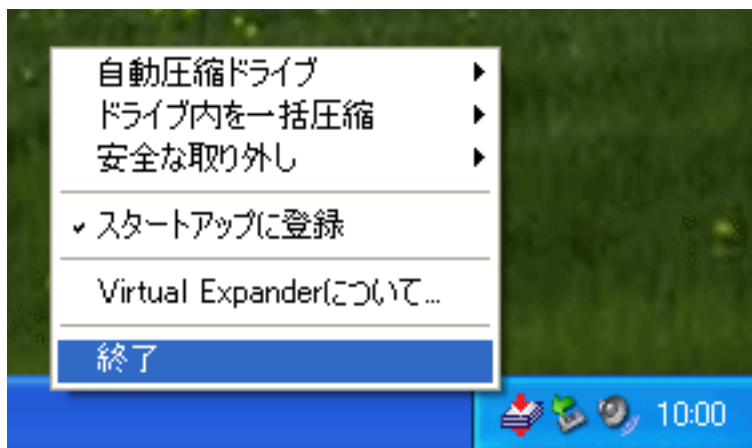 自動圧縮ドライブ
ドライブ内を一括圧縮
安全な取り外し
スタートアップに登録
Virtual Expanderについて...
終了
10:00